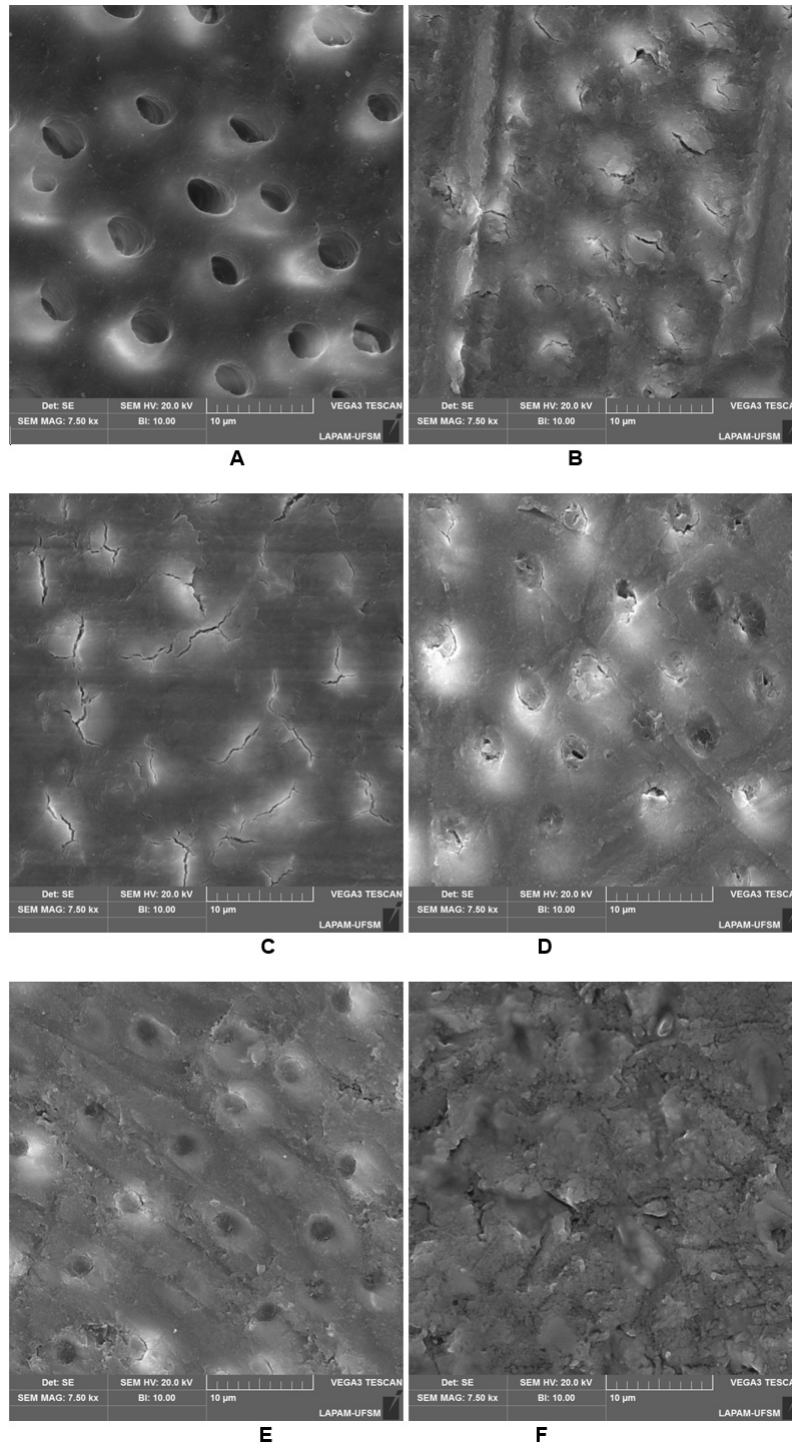 Det: SE SEM HV: 20.0 kV VEGA3 TESCAN
SEM MAG: 7.50 kx BI: 10.00 10 µm
LAPAM-UFSM
Det: SE SEM HV: 20.0 kV VEGA3 TESCAN
SEM MAG: 7.50 kx BI: 10.00 10 µm
LAPAM-UFSM
A B
Det: SE SEM HV: 20.0 kV VEGA3 TESCAN
SEM MAG: 7.50 kx BI: 10.00 10 µm
LAPAM-UFSM
Det: SE SEM HV: 20.0 kV VEGA3 TESCAN
SEM MAG: 7.50 kx BI: 10.00 10 µm
LAPAM-UFSM
C D
Det: SE SEM HV: 20.0 kV VEGA3 TESCAN
SEM MAG: 7.50 kx BI: 10.00 10 µm
LAPAM-UFSM
Det: SE SEM HV: 20.0 kV VEGA3 TESCAN
SEM MAG: 7.50 kx BI: 10.00 10 µm
LAPAM-UFSM
E F